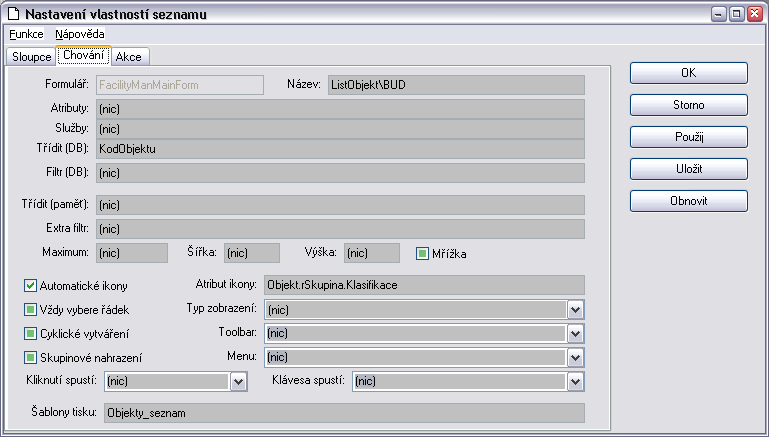 Nastavení vlastností seznamu
Funkce Nápověda
Sloupce Chování Akce
Formulář: FacilityManMainForm Název: ListObjekt\BUD
Atributy: (nic)
Služby: (nic)
Třídit (DB): KodObjektu
Filtr (DB): (nic)
Třídit (paměť): (nic)
Extra filtr: (nic)
Maximum: (nic) Šířka: (nic) Výška: (nic) Mřížka
Automatické ikony Atribut ikony: Objekt.rSkupina.Klasifikace
Vždy vybere řádek Typ zobrazení: (nic)
Cyklické vytváření Toolbar: (nic)
Skupinové nahrazení Menu: (nic)
Kliknutí spustí: (nic) Klávesa spustí: (nic)
Šablony tisku: Objekty_seznam
OK
Storno
Použij
Uložit
Obnovit